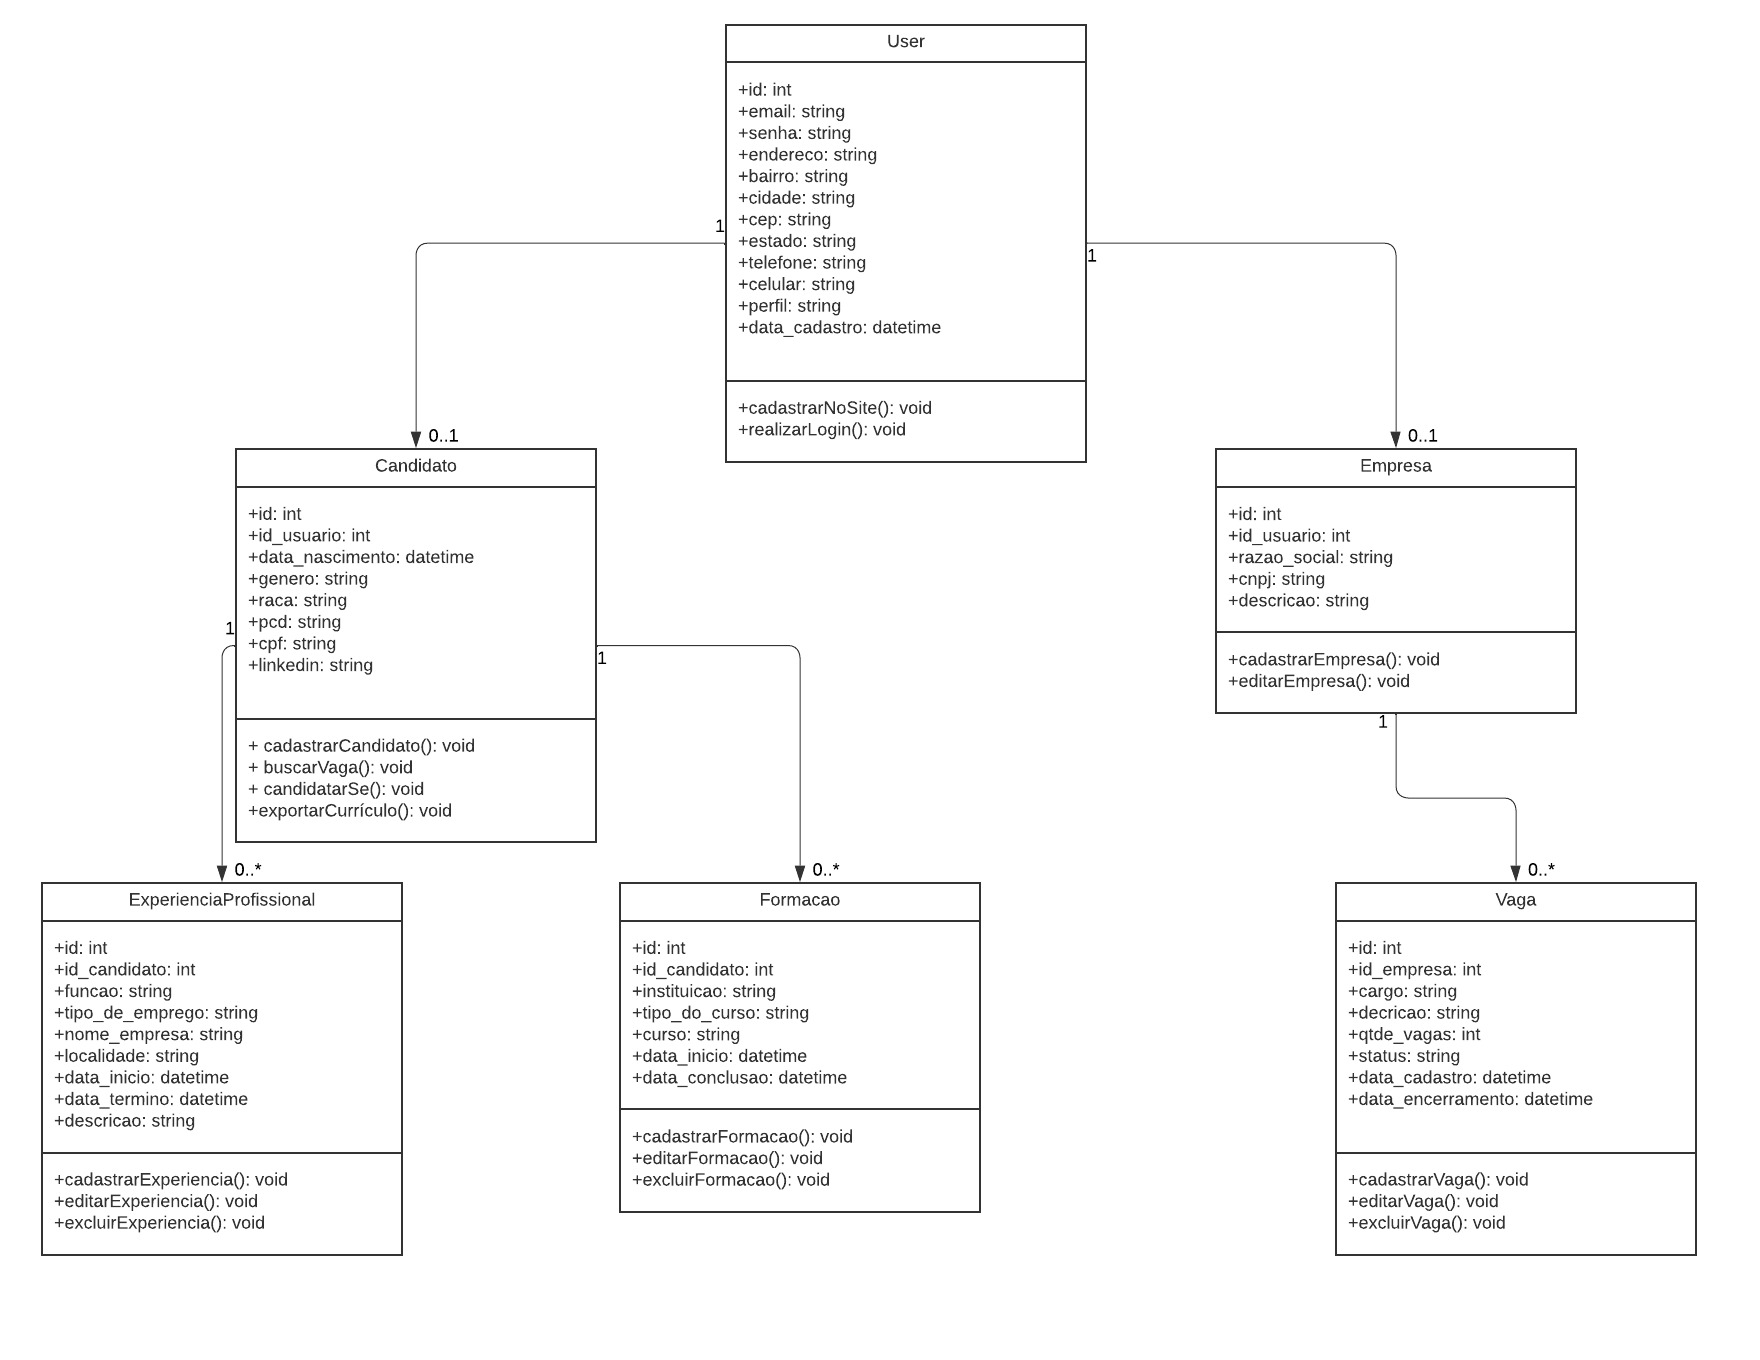 User
+id: int
+email: string
+senha: string
+endereco: string
+bairro: string
+cidade: string
+cep: string
+estado: string
+telefone: string
+celular: string
+perfil: string
+data_cadastro: datetime
+cadastrarNoSite(): void
+realizarLogin(): void
1
1
0..1
0..1
Candidato
+id: int
+id_usuario: int
+data_nascimento: datetime
+genero: string
+raca: string
+pcd: string
+cpf: string
+linkedin: string
+ cadastrarCandidato(): void
+ buscarVaga(): void
+ candidatarSe(): void
+exportarCurrículo(): void
Empresa
+id: int
+id_usuario: int
+razao_social: string
+cnpj: string
+descricao: string
+cadastrarEmpresa(): void
+editarEmpresa(): void
1
1
1
0..*
0..*
0..*
ExperienciaProfissional
+id: int
+id_candidato: int
+funcao: string
+tipo_de_emprego: string
+nome_empresa: string
+localidade: string
+data_inicio: datetime
+data_termino: datetime
+descricao: string
+cadastrarExperiencia(): void
+editarExperiencia(): void
+excluirExperiencia(): void
Formacao
+id: int
+id_candidato: int
+instituicao: string
+tipo_do_curso: string
+curso: string
+data_inicio: datetime
+data_conclusao: datetime
+cadastrarFormacao(): void
+editarFormacao(): void
+excluirFormacao(): void
Vaga
+id: int
+id_empresa: int
+cargo: string
+decricao: string
+qtde_vagas: int
+status: string
+data_cadastro: datetime
+data_encerramento: datetime
+cadastrarVaga(): void
+editarVaga(): void
+excluirVaga(): void